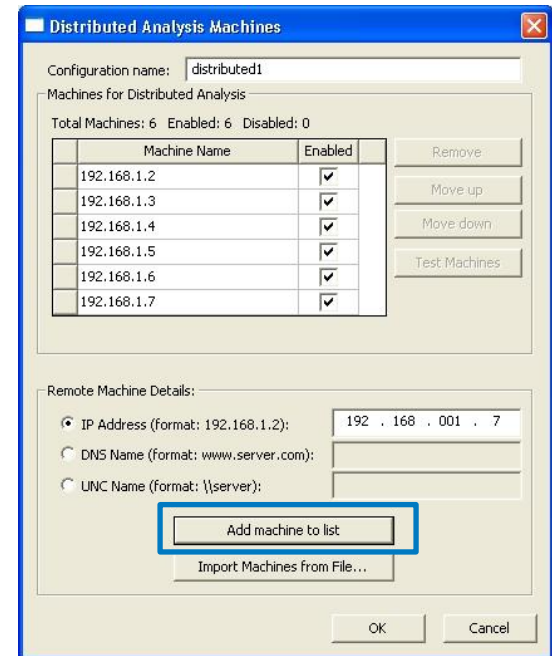 Distributed Analysis Machines
Configuration name: distributed1
Machines for Distributed Analysis
Total Machines: 6 Enabled: 6 Disabled: 0
Machine Name Enabled
192.168.1.2
192.168.1.3
192.168.1.4
192.168.1.5
192.168.1.6
192.168.1.7
Remove
Move up
Move down
Test Machines
Remote Machine Details:
IP Address (format: 192.168.1.2): 192 . 168 . 001 . 7
DNS Name (format: www.server.com):
UNC Name (format: \\server):
Add machine to list
Import Machines from File...
OK Cancel